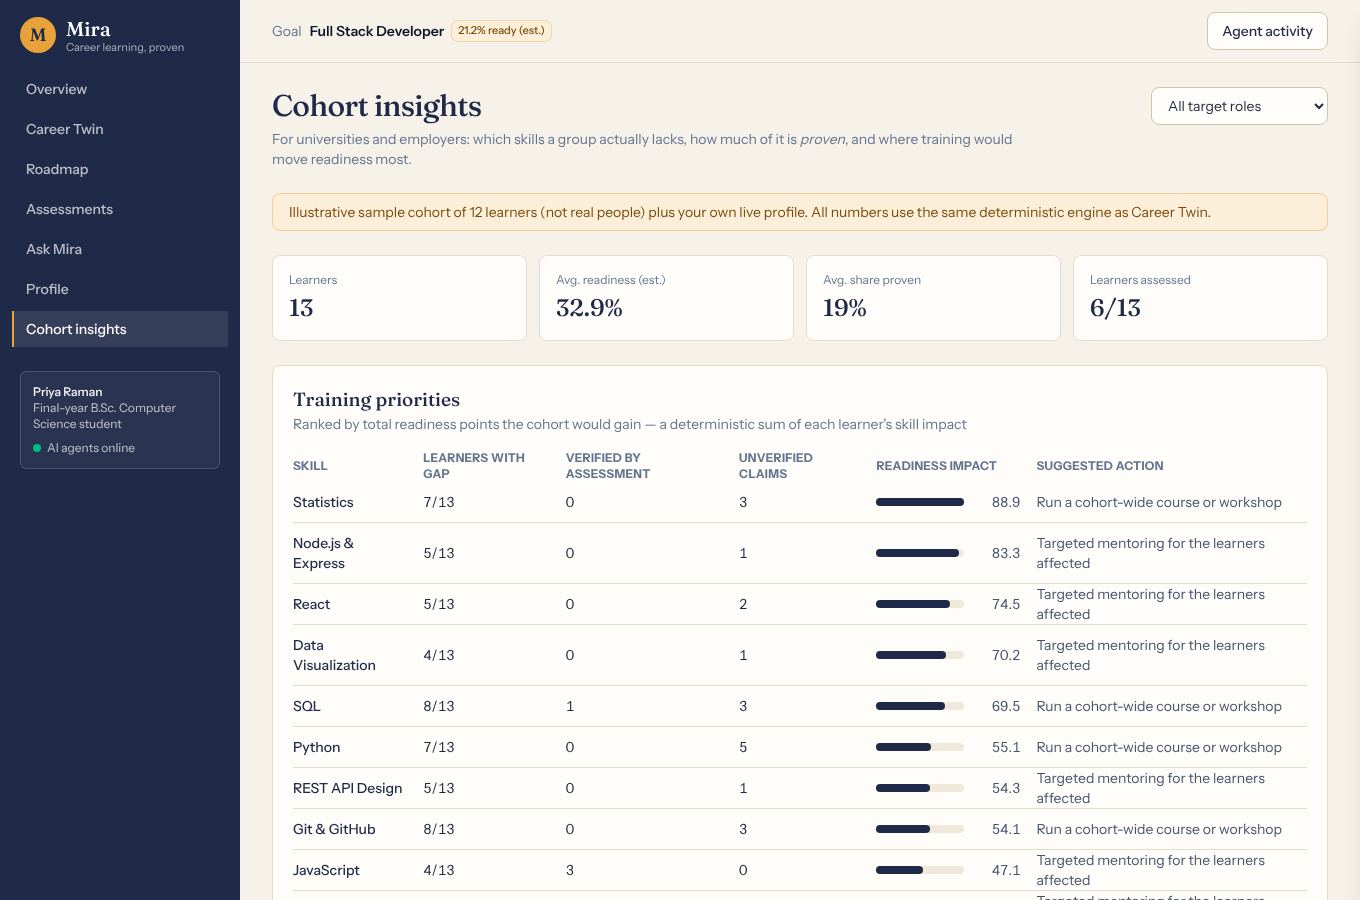 M
Mira
Career learning, proven
Overview
Career Twin
Roadmap
Assessments
Ask Mira
Profile
Cohort insights
Priya Raman
Final-year B.Sc. Computer
Science student
AI agents online
Goal Full Stack Developer 21.2% ready (est.)
Agent activity
Cohort insights
All target roles
For universities and employers: which skills a group actually lacks, how much of it is proven, and where training would
move readiness most.
Illustrative sample cohort of 12 learners (not real people) plus your own live profile. All numbers use the same deterministic engine as Career Twin.
Learners
13
Avg. readiness (est.)
32.9%
Avg. share proven
19%
Learners assessed
6/13
Training priorities
Ranked by total readiness points the cohort would gain — a deterministic sum of each learner's skill impact
SKILL
LEARNERS WITH
GAP
VERIFIED BY
ASSESSMENT
UNVERIFIED
CLAIMS
READINESS IMPACT
SUGGESTED ACTION
Statistics 7/13 0 3 88.9 Run a cohort-wide course or workshop
Node.js &
Express
5/13 0 1 83.3
Targeted mentoring for the learners
affected
React 5/13 0 2 74.5
Targeted mentoring for the learners
affected
Data
Visualization
4/13 0 1 70.2
Targeted mentoring for the learners
affected
SQL 8/13 1 3 69.5 Run a cohort-wide course or workshop
Python 7/13 0 5 55.1 Run a cohort-wide course or workshop
REST API Design 5/13 0 1 54.3
Targeted mentoring for the learners
affected
Git & GitHub 8/13 0 3 54.1 Run a cohort-wide course or workshop
JavaScript 4/13 3 0 47.1
Targeted mentoring for the learners
affected